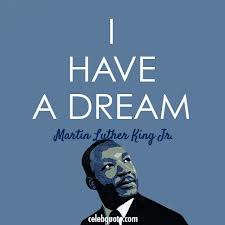 I
HAVE
A DREAM
Martin Luther King Jr.
celebquote.com